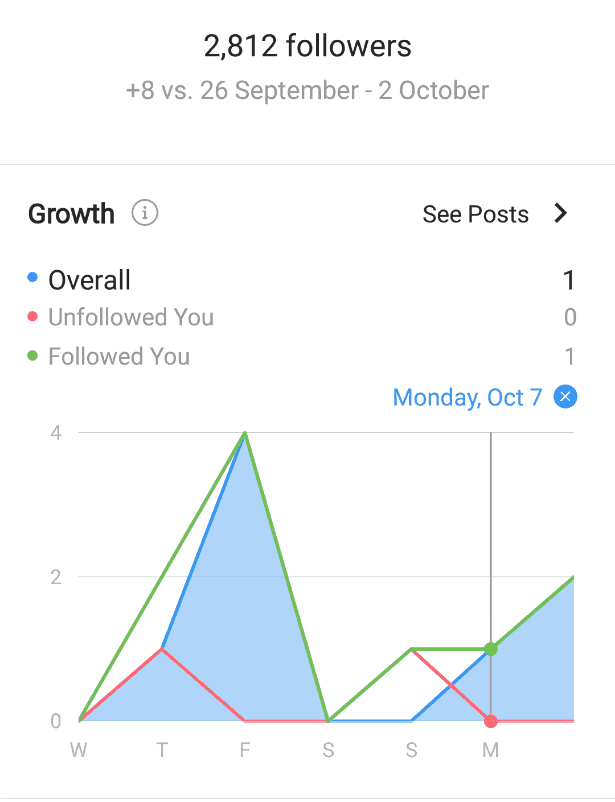 2,812 followers
+8 vs. 26 September - 2 October
Growth
See Posts
Overall 1
Unfollowed You 0
Followed You 1
Monday, Oct 7
4
2
0
W T F S S M